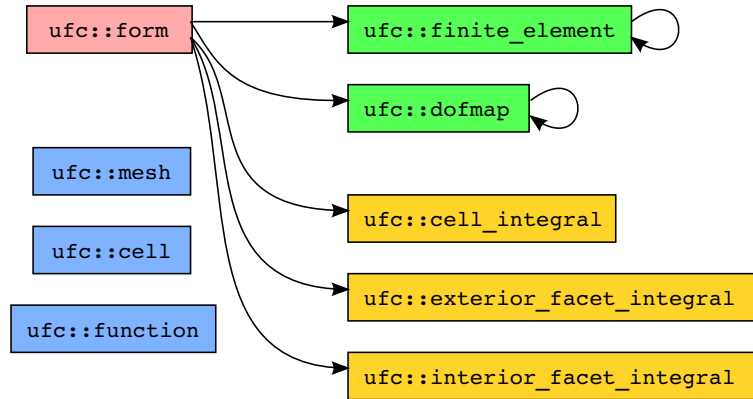 ufc::form
ufc::finite_element
ufc::dofmap
ufc::mesh
ufc::cell_integral
ufc::cell
ufc::exterior_facet_integral
ufc::function
ufc::interior_facet_integral